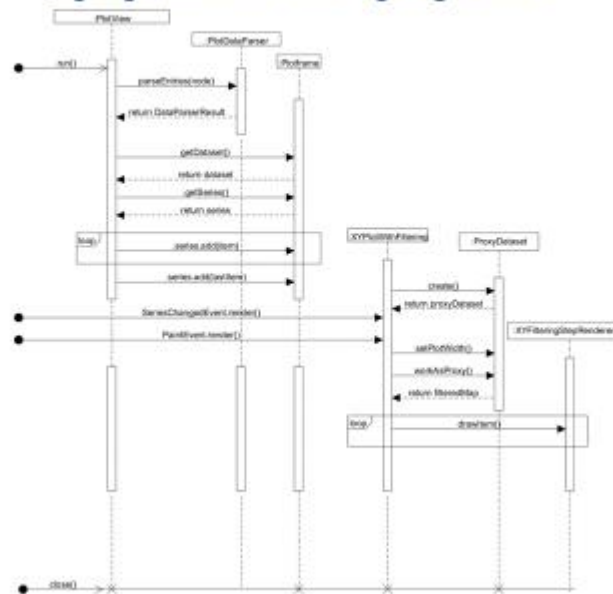 :PlotView
:PlotDataParser
:Plotframe
run()
parseEntries(node)
return DataParserResult
getDataset()
return dataset
getSeries()
return series
loop
series.add(item)
series.add(lastItem)
:XYPlotWithFiltering
:ProxyDataset
create()
return proxyDataset
SeriesChangedEvent.render()
PaintEvent.render()
:XYFilteringStepRenderer
setPlotWidth()
workAsProxy()
return filteredMap
loop
drawItem()
close()